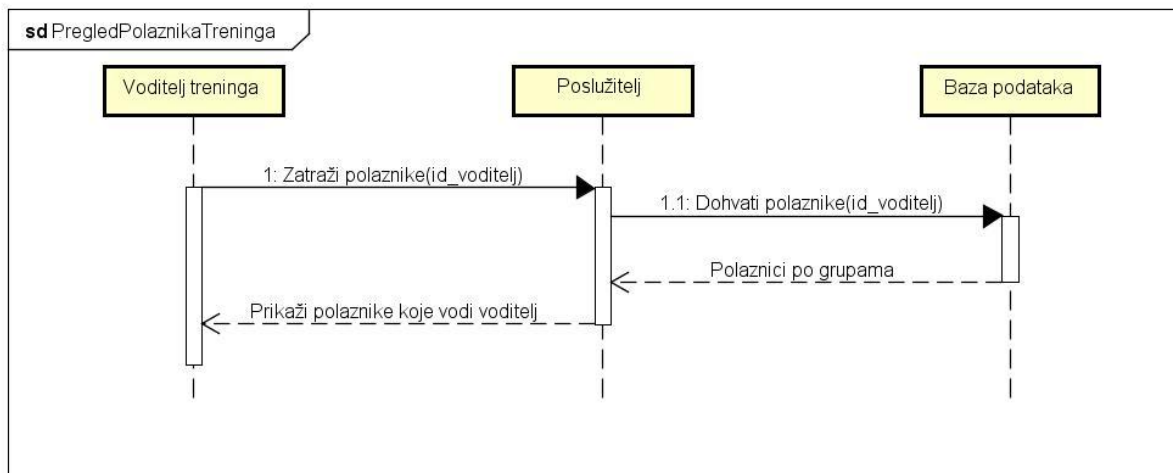 sd PregledPolaznikaTreninga
Voditelj treninga
Poslužitelj
Baza podataka
1: Zatraži polaznike(id_voditelj)
1.1: Dohvati polaznike(id_voditelj)
Polaznici po grupama
Prikaži polaznike koje vodi voditelj